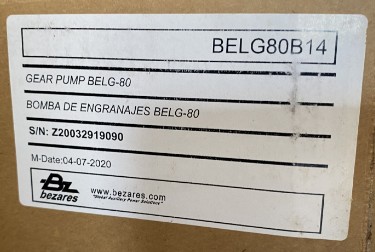 BELG80B14
GEAR PUMP BELG-80
BOMBA DE ENGRANAJES BELG-80
S/N: Z20032919090
M-Date:04-07-2020
BZ
bezares
www.bezares.com
"Global Auxiliary Power Solutions"